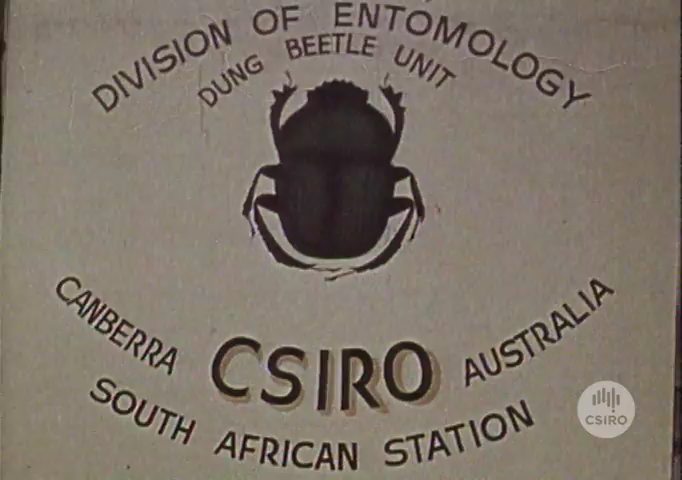 DIVISION OF ENTOMOLOGY
DUNG BEETLE UNIT
CANBERRA CSIRO AUSTRALIA
SOUTH AFRICAN STATION
CSIRO